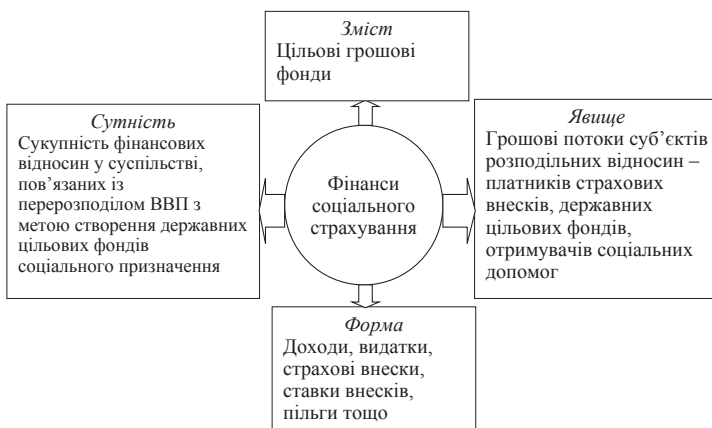 Зміст
Цільові грошові
фонди
Сутність
Сукупність фінансових
відносин у суспільстві,
пов’язаних із
перерозподілом ВВП з
метою створення державних
цільових фондів
соціального призначення
Фінанси
соціального
страхування
Явище
Грошові потоки суб’єктів
розподільних відносин –
платників страхових
внесків, державних
цільових фондів,
отримувачів соціальних
допомог
Форма
Доходи, видатки,
страхові внески,
ставки внесків,
пільги тощо